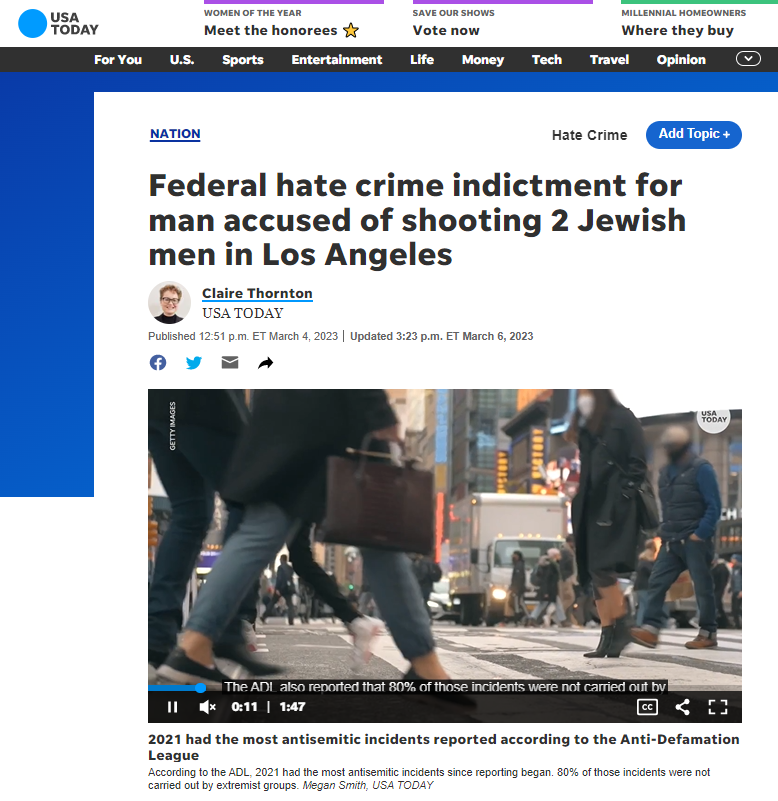 USA
TODAY
WOMEN OF THE YEAR
Meet the honorees
SAVE OUR SHOWS
Vote now
MILLENNIAL HOMEOWNERS
Where they buy
For You U.S. Sports Entertainment Life Money Tech Travel Opinion
NATION
Hate Crime
Add Topic +
Federal hate crime indictment for
man accused of shooting 2 Jewish
men in Los Angeles
Claire Thornton
USA TODAY
Published 12:51 p.m. ET March 4, 2023 | Updated 3:23 p.m. ET March 6, 2023
GETTY IMAGES
USA
TODAY
The ADL also reported that 80% of those incidents were not carried out by
0:11 | 1:47
CC
2021 had the most antisemitic incidents reported according to the Anti-Defamation
League
According to the ADL, 2021 had the most antisemitic incidents since reporting began. 80% of those incidents were not
carried out by extremist groups. Megan Smith, USA TODAY